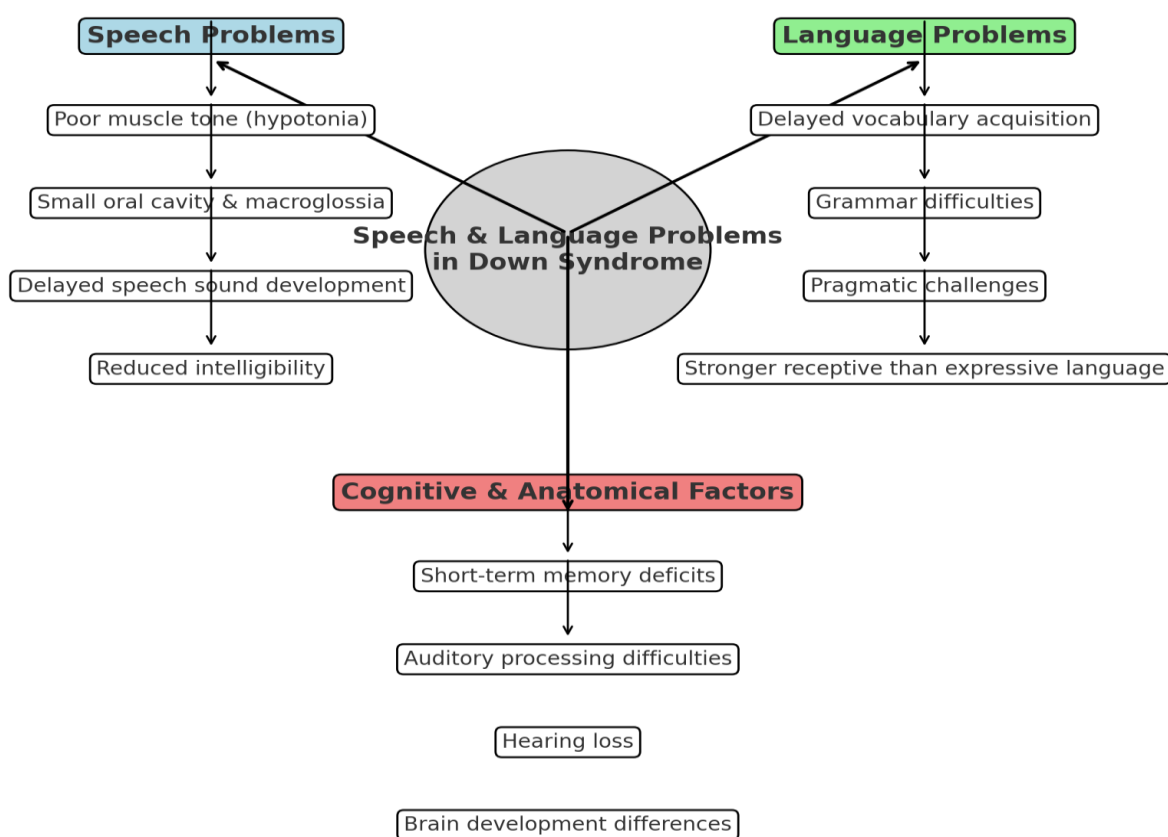 Speech Problems
Language Problems
Poor muscle tone (hypotonia)
Delayed vocabulary acquisition
Small oral cavity & macroglossia
Grammar difficulties
Speech & Language Problems
in Down Syndrome
Delayed speech sound development
Pragmatic challenges
Reduced intelligibility
Stronger receptive than expressive language
Cognitive & Anatomical Factors
Short-term memory deficits
Auditory processing difficulties
Hearing loss
Brain development differences